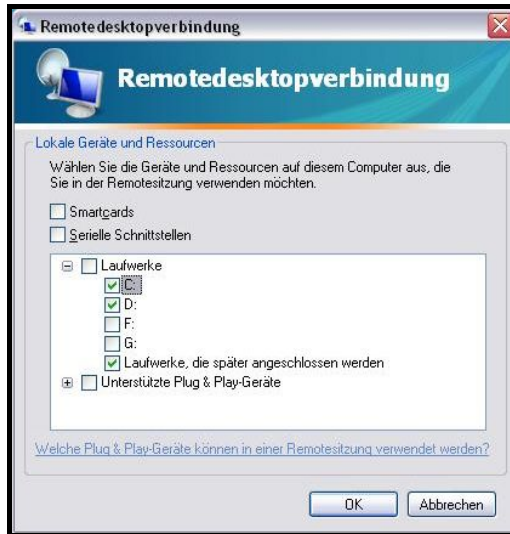 Remotedesktopverbindung
Remotedesktopverbindung
Lokale Geräte und Ressourcen
Wählen Sie die Geräte und Ressourcen auf diesem Computer aus, die
Sie in der Remotesitzung verwenden möchten.
Smartcards
Serielle Schnittstellen
Laufwerke
C:
D:
F:
G:
Laufwerke, die später angeschlossen werden
Unterstützte Plug & Play-Geräte
Welche Plug & Play-Geräte können in einer Remotesitzung verwendet werden?
OK Abbrechen